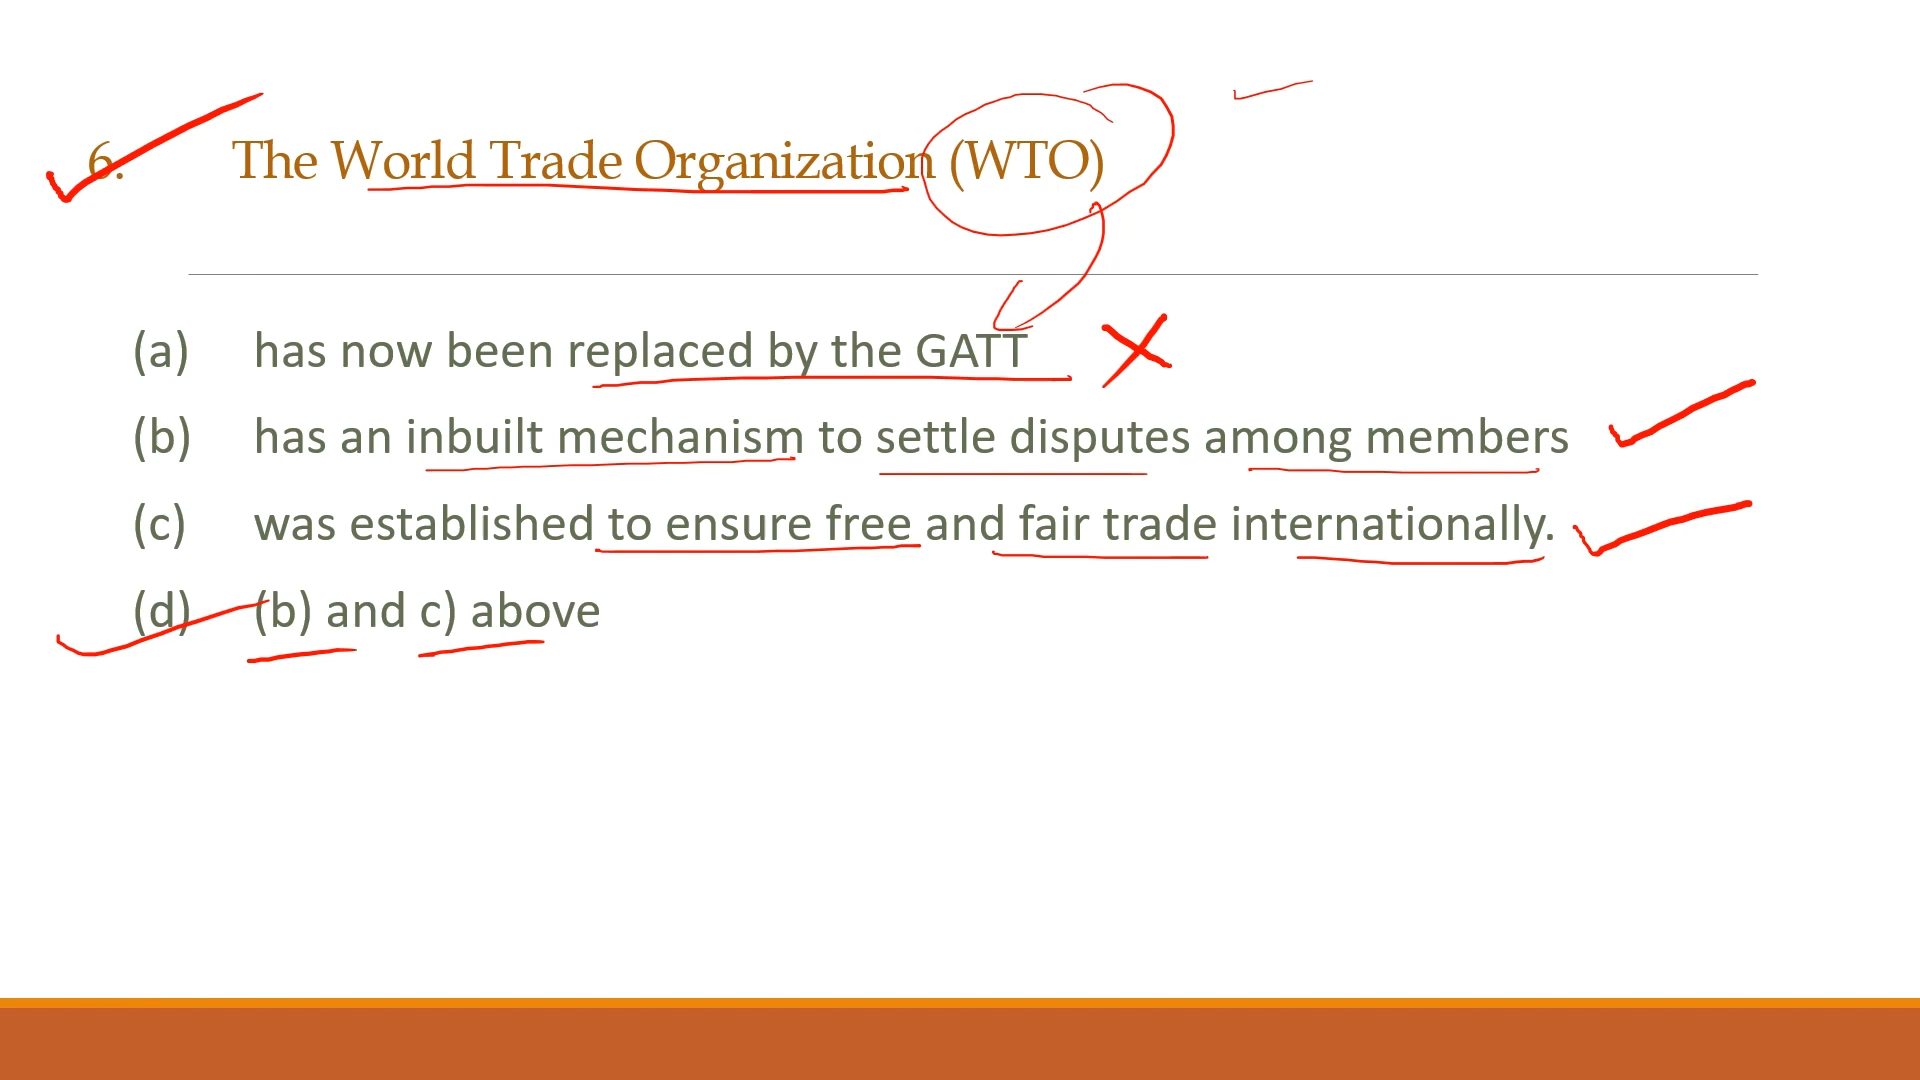 6. The World Trade Organization (WTO)
(a) has now been replaced by the GATT
(b) has an inbuilt mechanism to settle disputes among members
(c) was established to ensure free and fair trade internationally.
(d) (b) and c) above